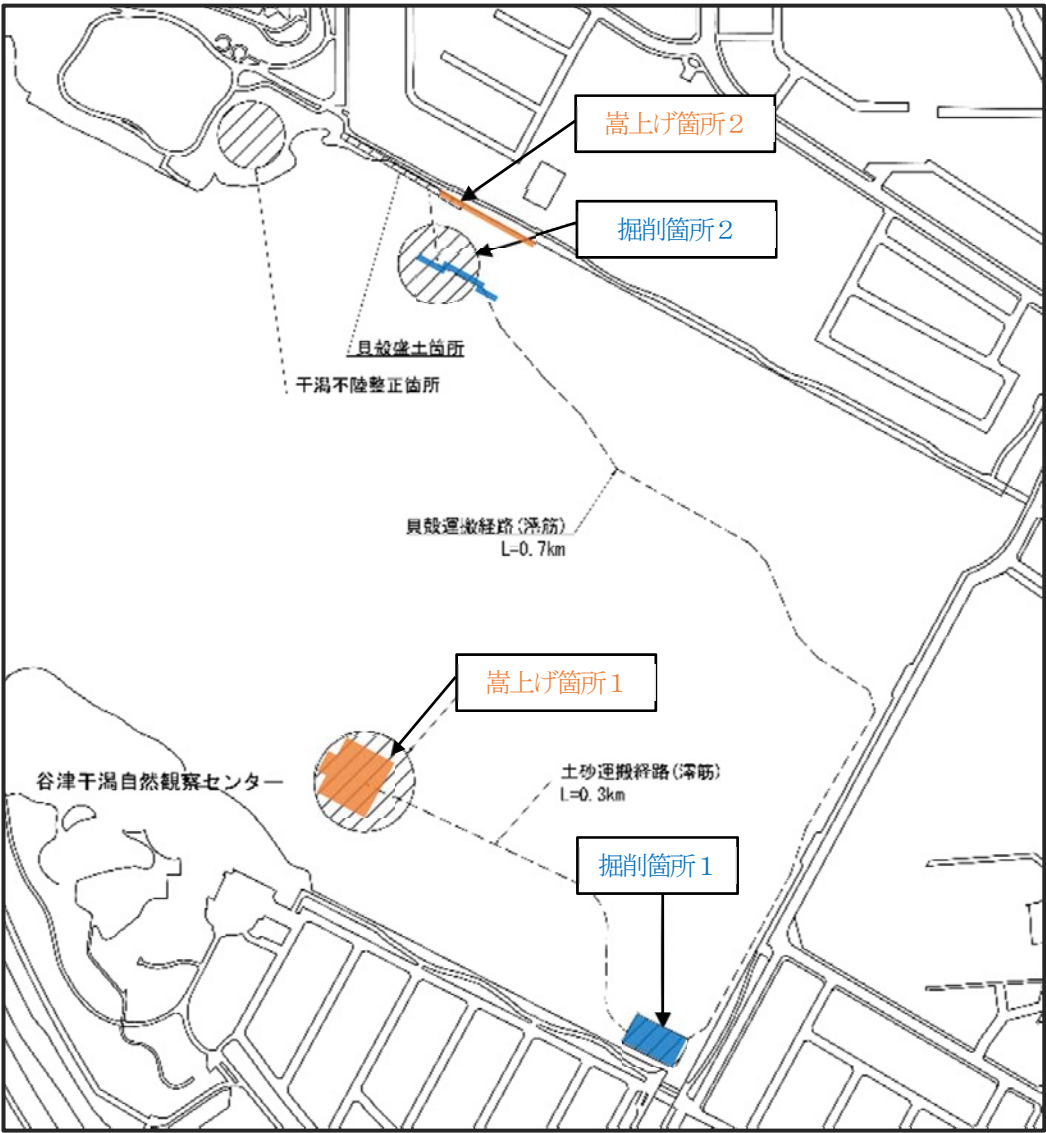 嵩上げ箇所２
掘削箇所２
貝殻盛土箇所
干潟不陸整正箇所
貝殻運搬経路(澪筋)
L=0.7km
嵩上げ箇所１
谷津干潟自然観察センター
土砂運搬経路(澪筋)
L=0.3km
掘削箇所１